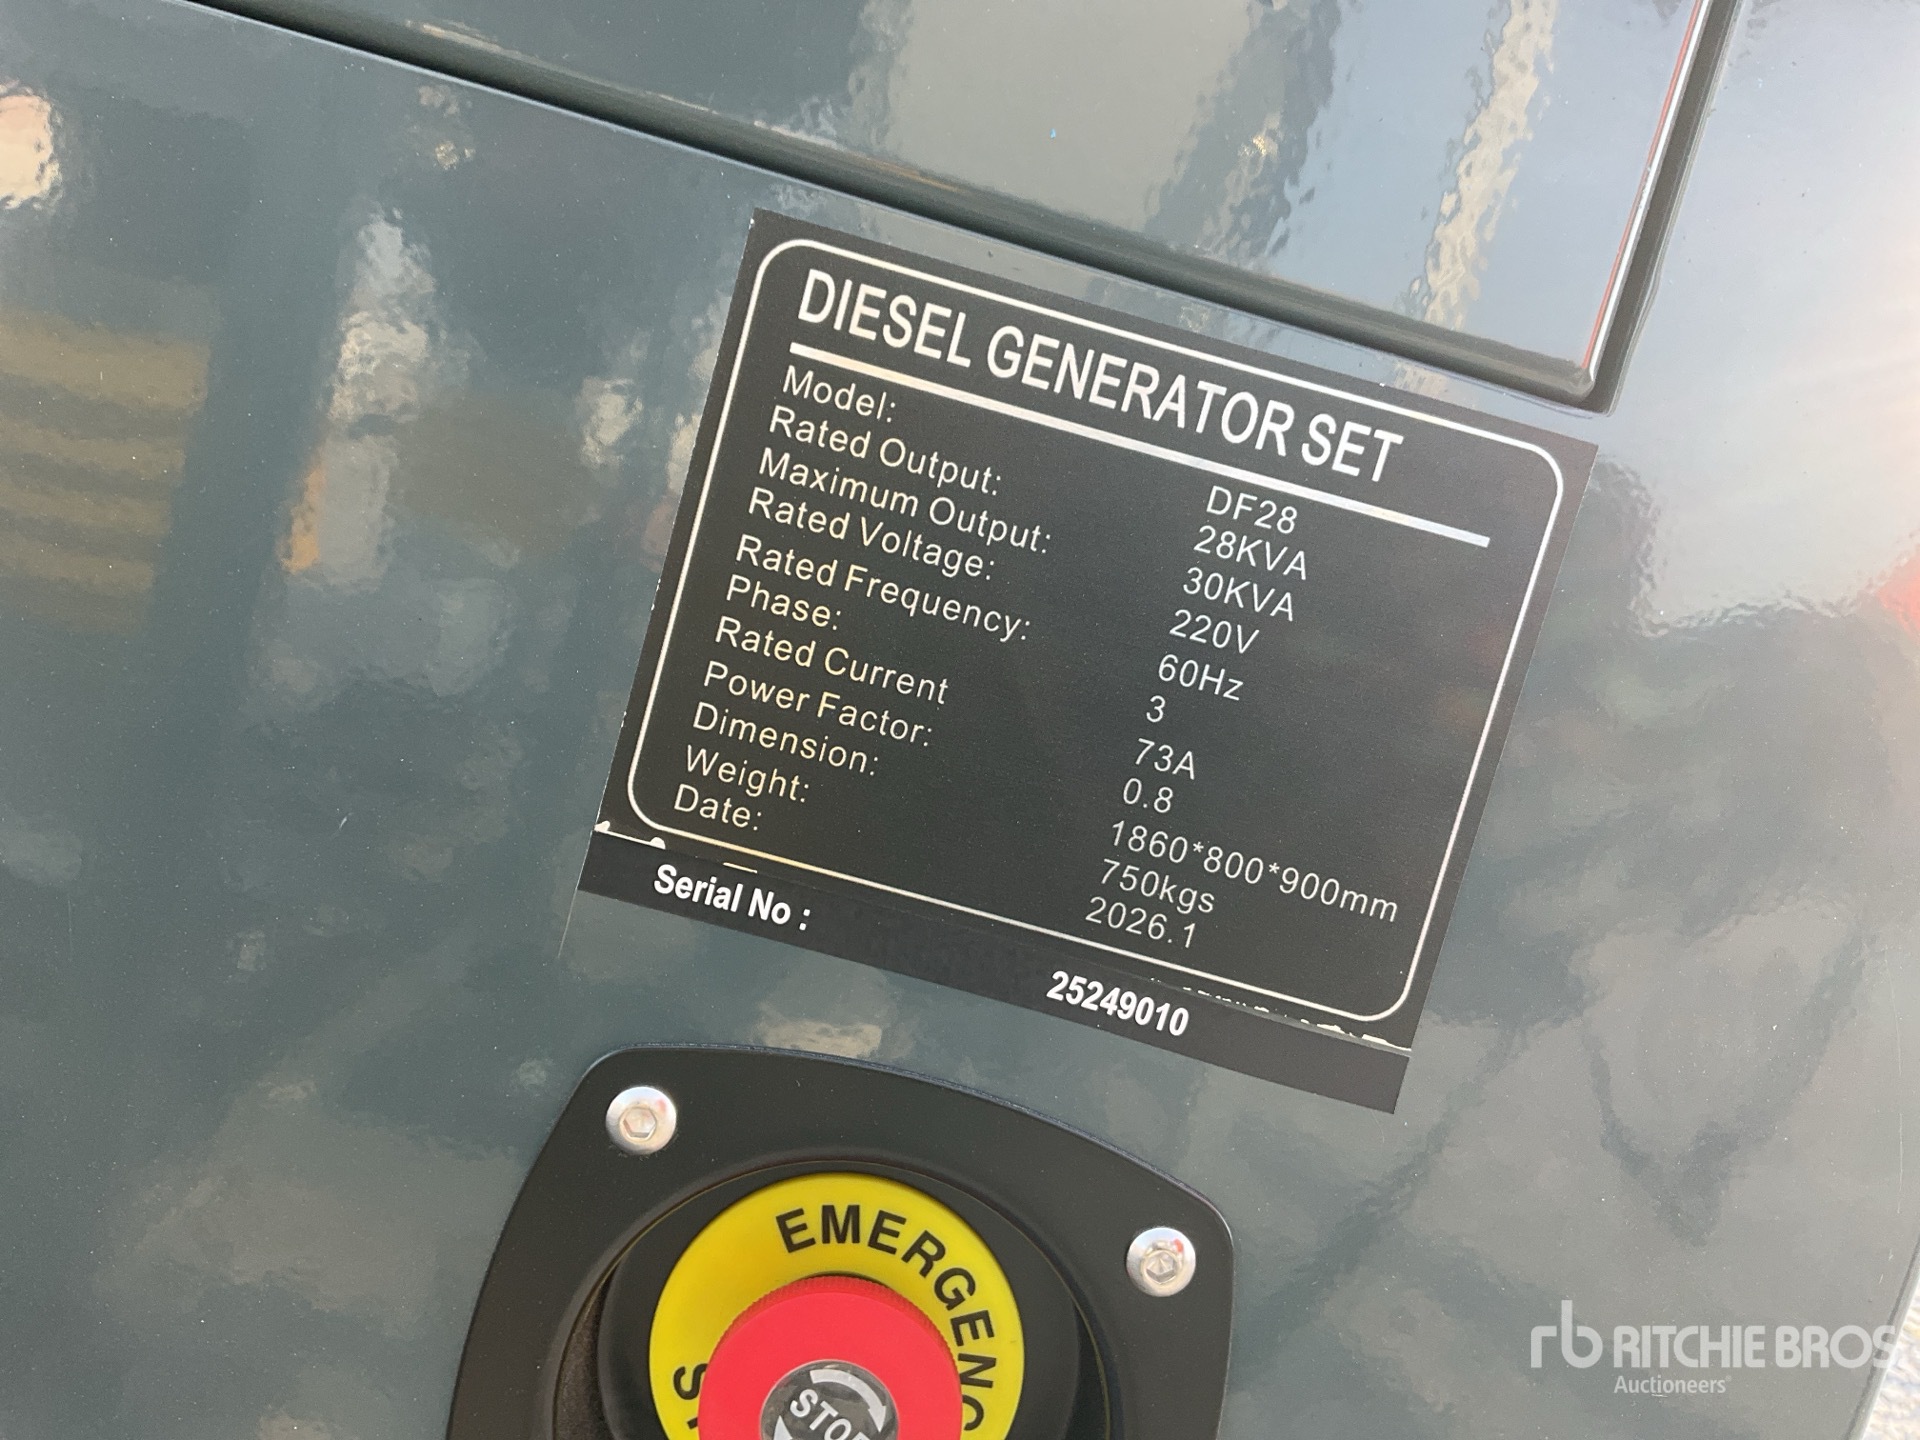 DIESEL GENERATOR SET
Model: DF28
Rated Output: 28KVA
Maximum Output: 30KVA
Rated Voltage: 220V
Rated Frequency: 60Hz
Phase: 3
Rated Current 73A
Power Factor: 0.8
Dimension: 1860*800*900mm
Weight: 750kgs
Date: 2026.1
Serial No : 25249010
EMERGENC
STOP
rb RITCHIE BROS
Auctioneers